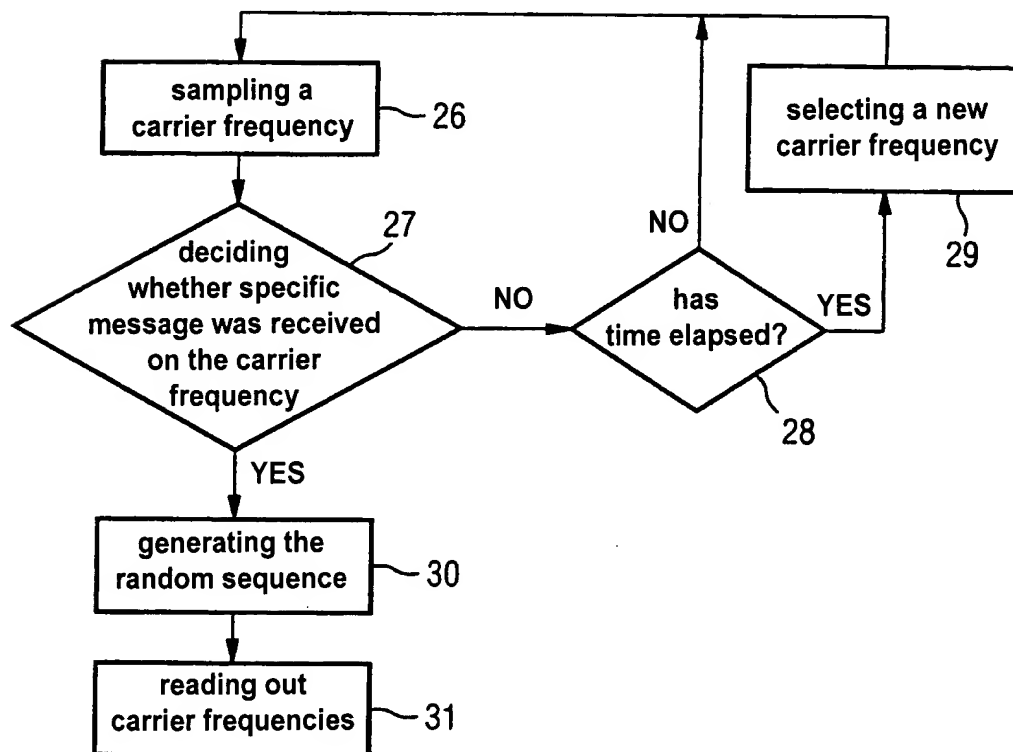 sampling a
carrier frequency
26
selecting a new
carrier frequency
29
27
deciding
whether specific
message was received
on the carrier
frequency
NO
NO
has
time elapsed?
YES
28
YES
generating the
random sequence
30
reading out
carrier frequencies
31